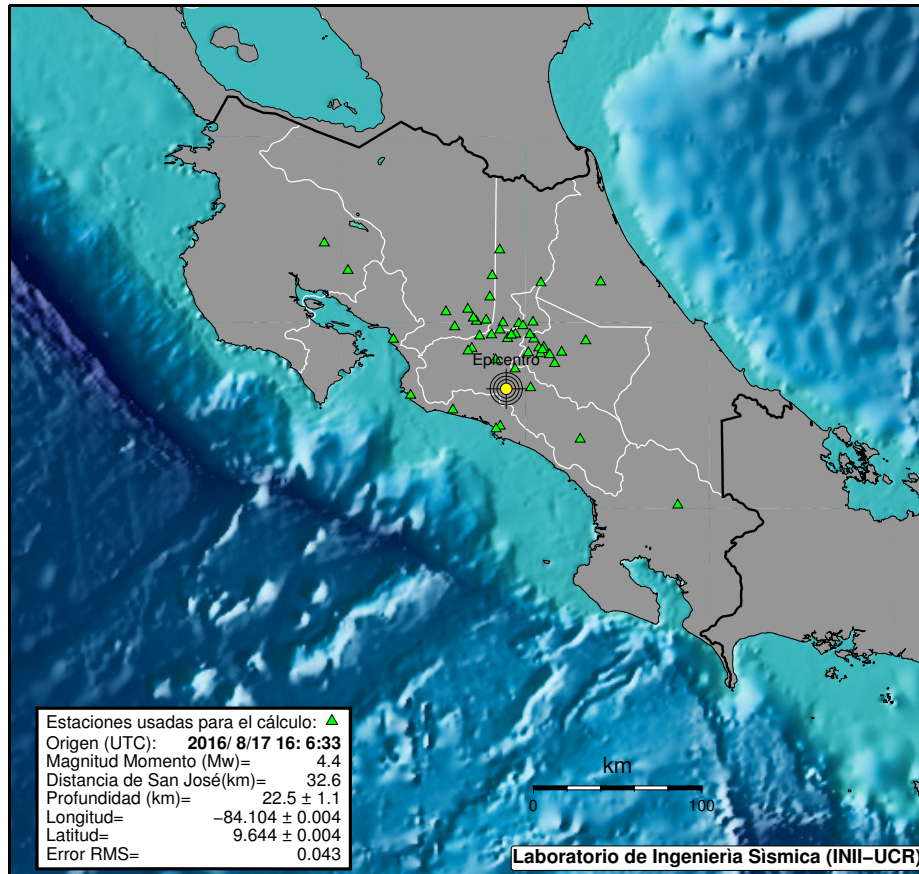 Epicentro
Estaciones usadas para el cálculo:
Origen (UTC): 2016/ 8/17 16: 6:33
Magnitud Momento (Mw)= 4.4
Distancia de San José(km)= 32.6
Profundidad (km)= 22.5 ± 1.1
Longitud= −84.104 ± 0.004
Latitud= 9.644 ± 0.004
Error RMS= 0.043
km
0 100
Laboratorio de Ingenierìa Sìsmica (INII−UCR)